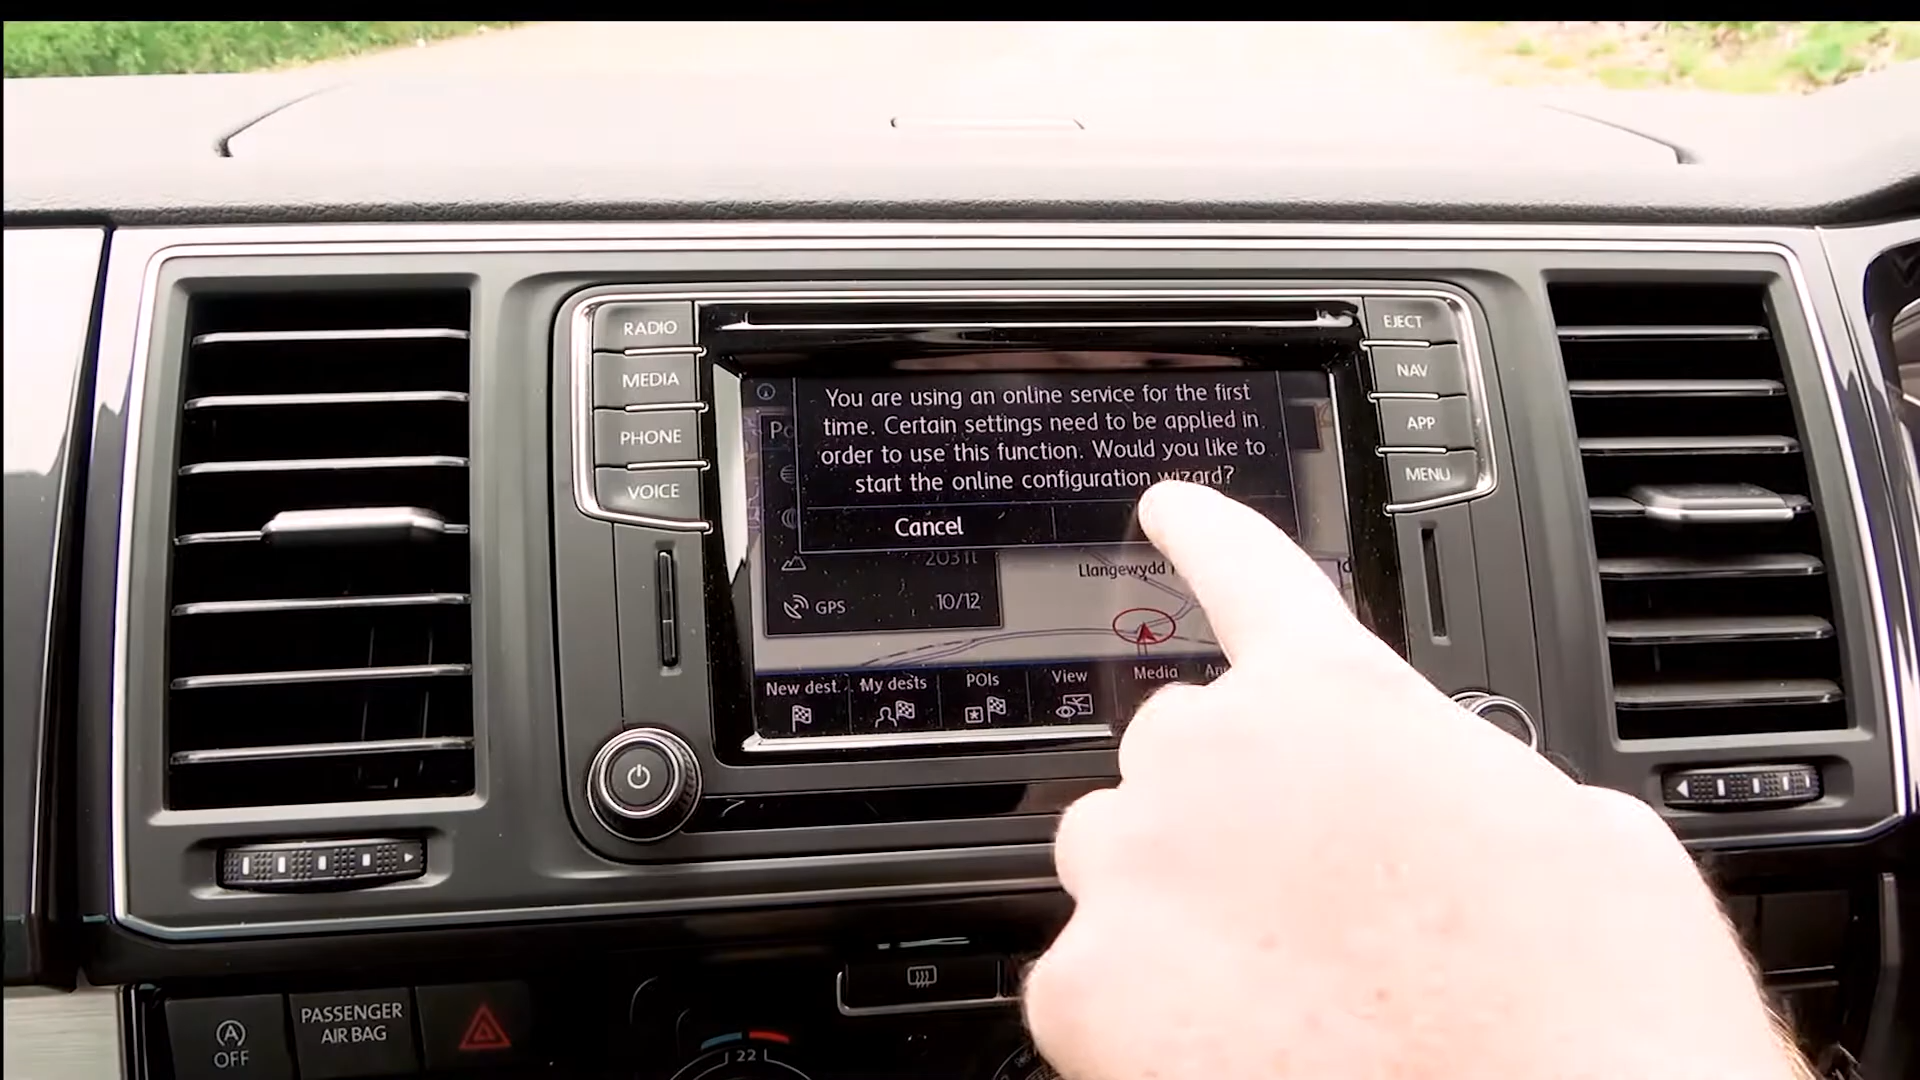 RADIO
MEDIA
PHONE
VOICE
EJECT
NAV
APP
MENU
You are using an online service for the first
time. Certain settings need to be applied in
order to use this function. Would you like to
start the online configuration wizard?
Cancel
203 ft
GPS 10/12
Llangewydd
New dest. My dests POIs View Media
PASSENGER
AIR BAG
A
OFF
22